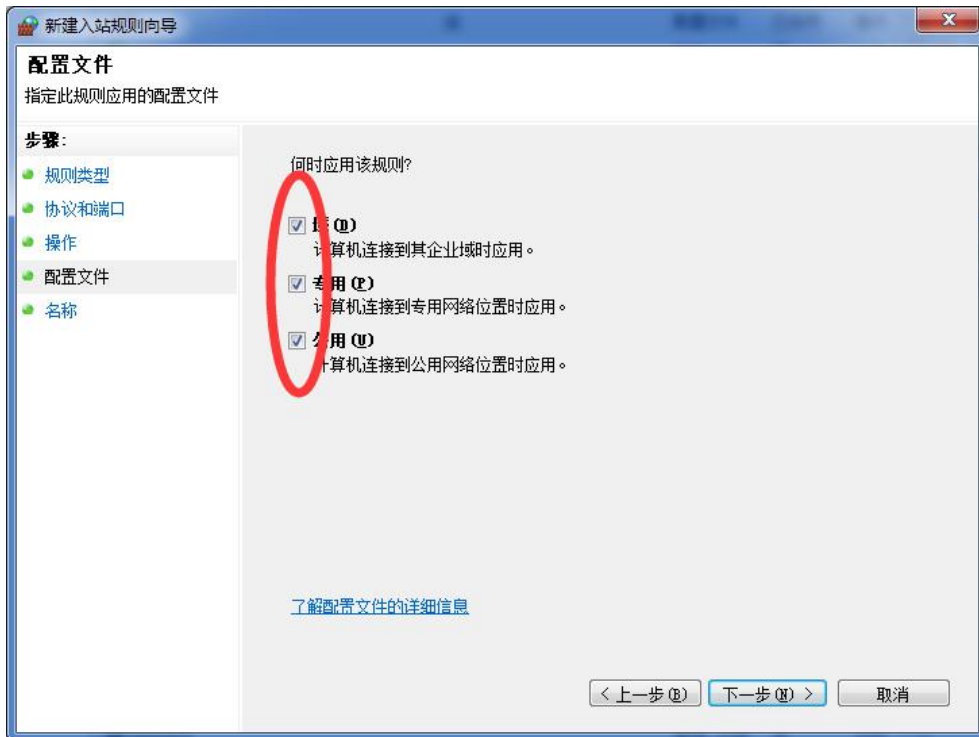 新建入站规则向导
配置文件
指定此规则应用的配置文件
步骤:
规则类型
协议和端口
操作
配置文件
名称
何时应用该规则?
域(D)
计算机连接到其企业域时应用。
专用(P)
计算机连接到专用网络位置时应用。
公用(U)
计算机连接到公用网络位置时应用。
了解配置文件的详细信息
< 上一步(B)
下一步(N) >
取消